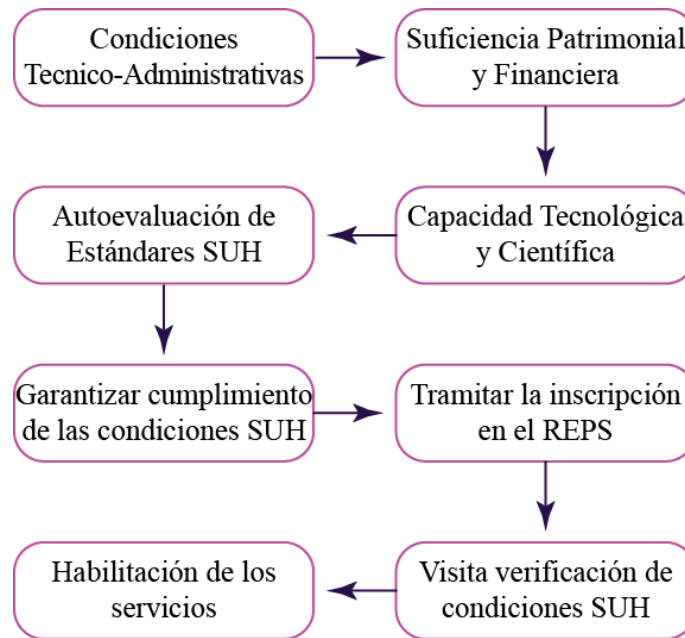 Condiciones
Tecnico-Administrativas
Suficiencia Patrimonial
y Financiera
Capacidad Tecnológica
y Científica
Autoevaluación de
Estándares SUH
Garantizar cumplimiento
de las condiciones SUH
Tramitar la inscripción
en el REPS
Visita verificación de
condiciones SUH
Habilitación de los
servicios